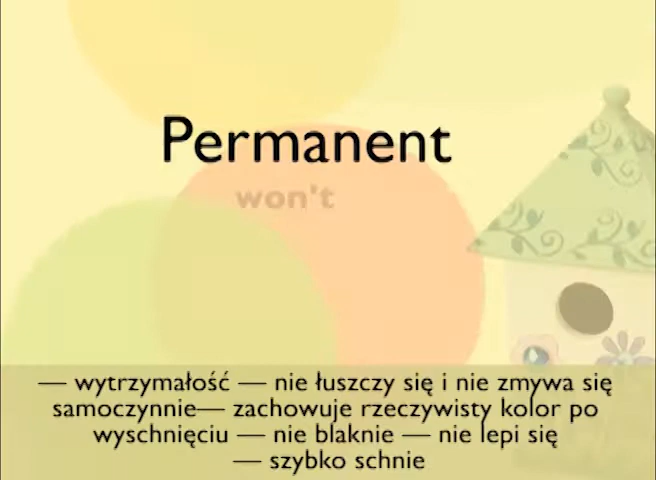 Permanent
won't
— wytrzymałość — nie łuszczy się i nie zmywa się
samoczynnie— zachowuje rzeczywisty kolor po
wyschnięciu — nie blaknie — nie lepi się
— szybko schnie